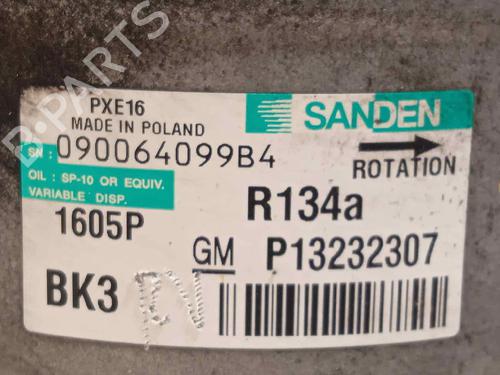 B-PARTS
PXE16
MADE IN POLAND
SANDEN
SN: 090064099B4
ROTATION
OIL : SP-10 OR EQUIV.
VARIABLE DISP.
1605P
R134a
GM P13232307
BK3